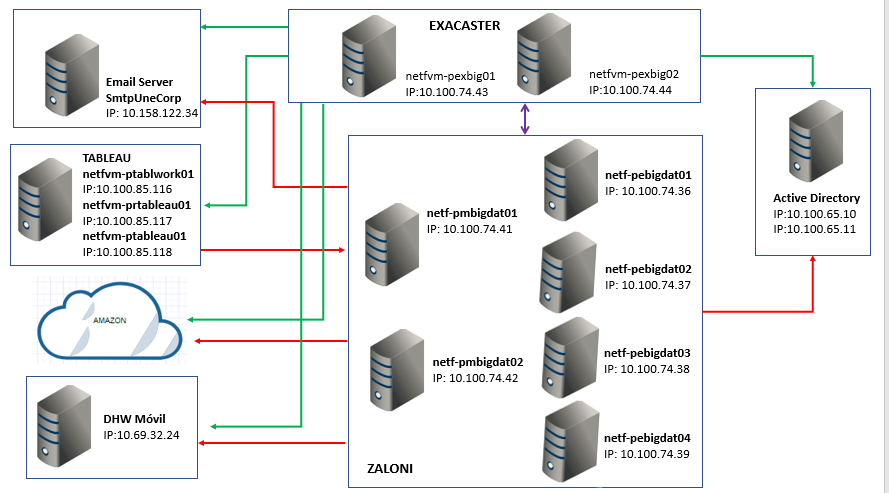 EXACASTER
netfvm-pexbig01
IP:10.100.74.43
netfvm-pexbig02
IP:10.100.74.44
Email Server
SmtpUneCorp
IP: 10.158.122.34
TABLEAU
netfvm-ptablwork01
IP:10.100.85.116
netfvm-prtableau01
IP:10.100.85.117
netfvm-ptableau01
IP:10.100.85.118
AMAZON
DHW Móvil
IP:10.69.32.24
netf-pmbigdat01
IP: 10.100.74.41
netf-pmbigdat02
IP: 10.100.74.42
netf-pebigdat01
IP: 10.100.74.36
netf-pebigdat02
IP: 10.100.74.37
netf-pebigdat03
IP: 10.100.74.38
netf-pebigdat04
IP: 10.100.74.39
ZALONI
Active Directory
IP:10.100.65.10
IP:10.100.65.11